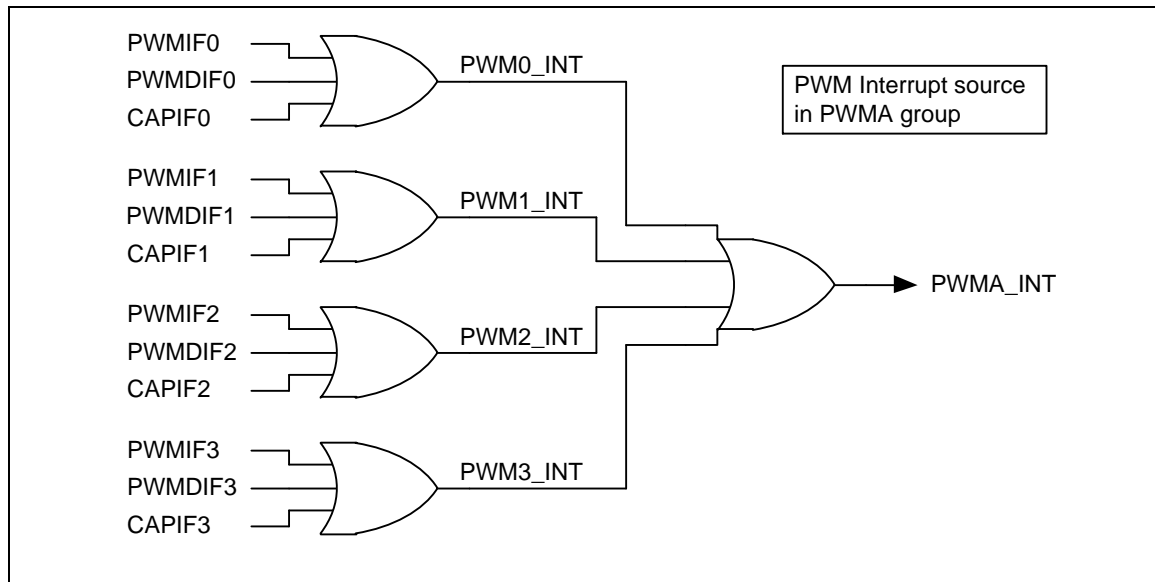 PWMIF0
PWMDIF0
CAPIF0
PWM0_INT
PWM Interrupt source
in PWMA group
PWMIF1
PWMDIF1
CAPIF1
PWM1_INT
PWMA_INT
PWMIF2
PWMDIF2
CAPIF2
PWM2_INT
PWMIF3
PWMDIF3
CAPIF3
PWM3_INT